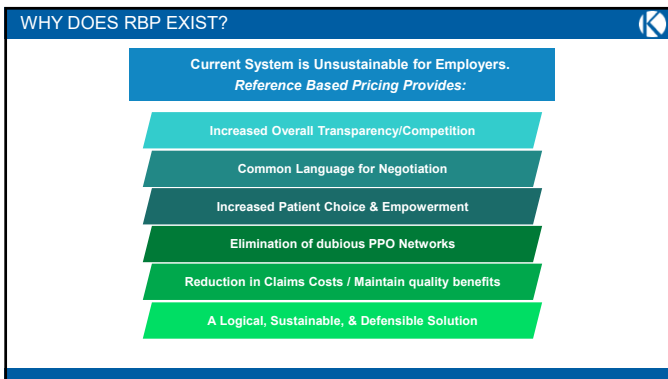 WHY DOES RBP EXIST?
K
Current System is Unsustainable for Employers.
Reference Based Pricing Provides:
Increased Overall Transparency/Competition
Common Language for Negotiation
Increased Patient Choice & Empowerment
Elimination of dubious PPO Networks
Reduction in Claims Costs / Maintain quality benefits
A Logical, Sustainable, & Defensible Solution